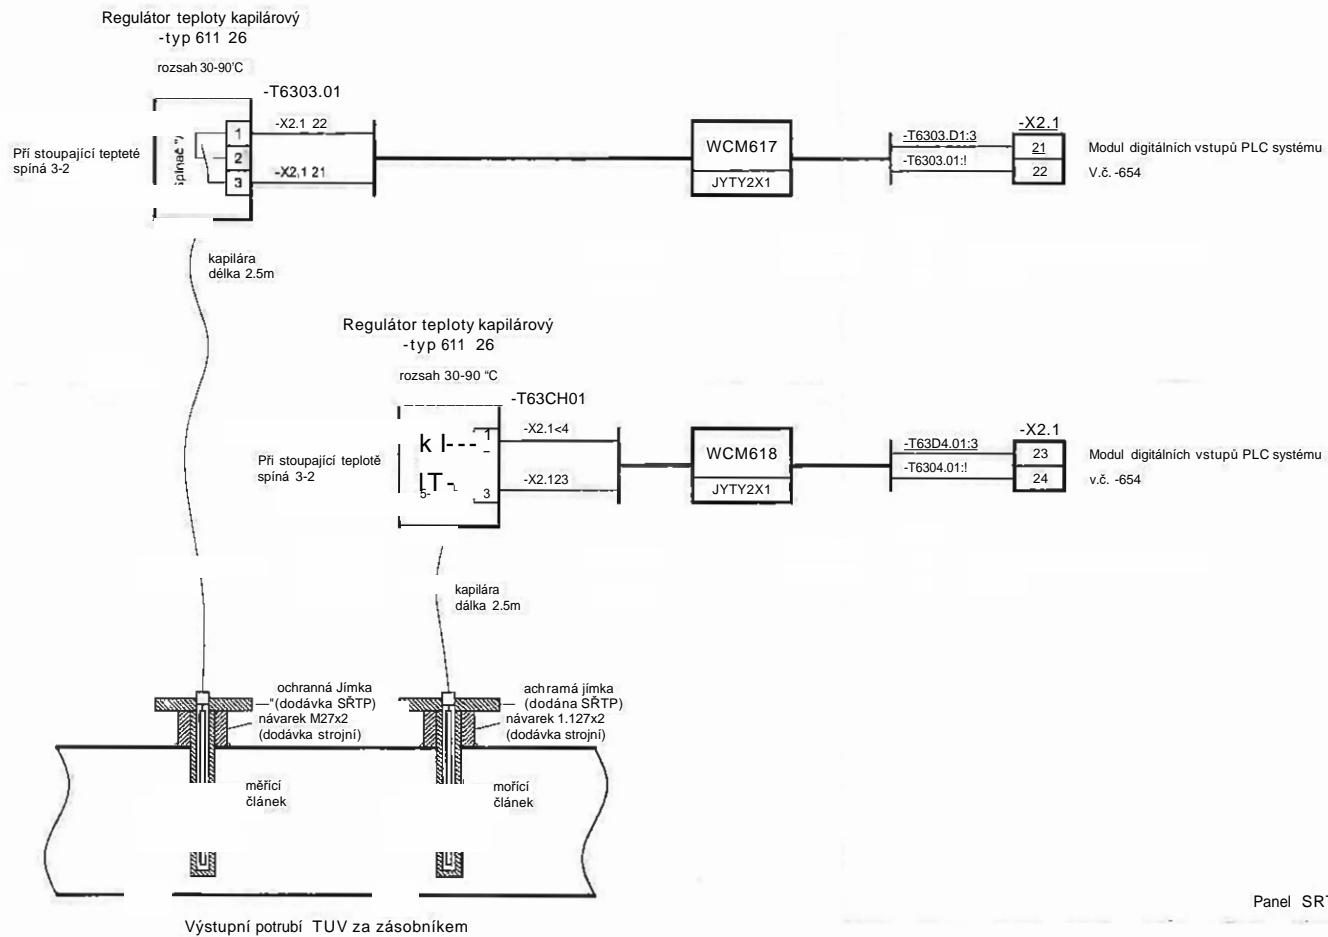 Regulátor teploty kapilárový
-typ 611 26
rozsah 30-90'C
-T6303.01
Pří stoupající tepteté
spíná 3-2
spínač "/
1
2
3
-X2.1 22
-X2,1 21
WCM617
JYTY2X1
-T6303.D1:3
-T6303.01:!
-X2.1
21
22
Modul digitálních vstupů PLC systému
V.č. -654
kapilára
délka 2.5m
Regulátor teploty kapilárový
-typ 611 26
rozsah 30-90 "C
-T63CH01
Při stoupající teplotě
spíná 3-2
k I---
1
IT-
5-
3
-X2.1<4
-X2.123
WCM618
JYTY2X1
-T63D4.01:3
-T6304.01:!
-X2.1
23
24
Modul digitálních vstupů PLC systému
v.č. -654
kapilára
dálka 2.5m
ochranná Jímka
—"(dodávka SŘTP)
návarek M27x2
(dodávka strojní)
achramá jímka
— (dodána SŘTP)
návarek 1.127x2
(dodávka strojní)
měřící
článek
mořící
článek
Výstupní potrubí TUV za zásobníkem
Panel SRT